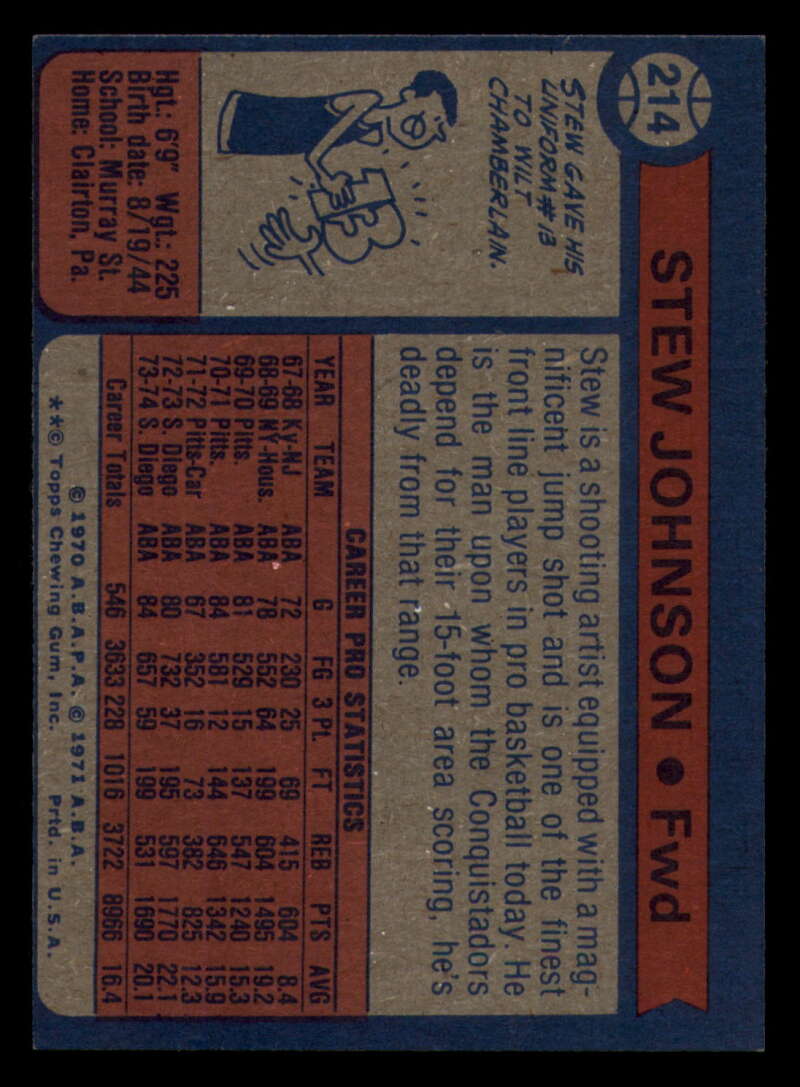 214
STEW JOHNSON • Fwd
STEW GAVE HIS
UNIFORM # 13
TO WILT
CHAMBERLAIN.
13
Hgt.: 6'9" Wgt.: 225
Birth date: 8/19/44
School: Murray St.
Home: Clairton, Pa.
Stew is a shooting artist equipped with a mag-
nificent jump shot and is one of the finest
front line players in pro basketball today. He
is the man upon whom the Conquistadors
depend for their 15-foot area scoring, he's
deadly from that range.
CAREER PRO STATISTICS
YEAR TEAM G FG 3 Pt. FT REB PTS AVG
67-68 Ky-NJ ABA 72 230 25 69 415 604 8.4
68-69 NY-Hous. ABA 78 552 64 199 604 1495 19.2
69-70 Pitts. ABA 81 529 15 137 547 1240 15.3
70-71 Pitts. ABA 84 581 12 144 646 1342 15.9
71-72 Pitts-Car ABA 67 352 16 73 382 825 12.3
72-73 S. Diego ABA 80 732 37 195 597 1770 22.1
73-74 S. Diego ABA 84 657 59 199 531 1690 20.1
Career Totals 546 3633 228 1016 3722 8966 16.4
© 1970 A.B.A.P.A © 1971 A.B.A.
**© Topps Chewing Gum, Inc. Prtd. in U.S.A.